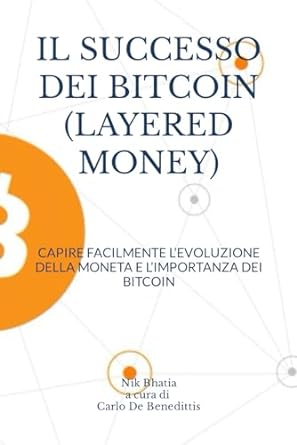 IL SUCCESSO
DEI BITCOIN
(LAYERED
MONEY)
CAPIRE FACILMENTE L'EVOLUZIONE
DELLA MONETA E L'IMPORTANZA DEI
BITCOIN
Nik Bhatia
a cura di
Carlo De Benedittis